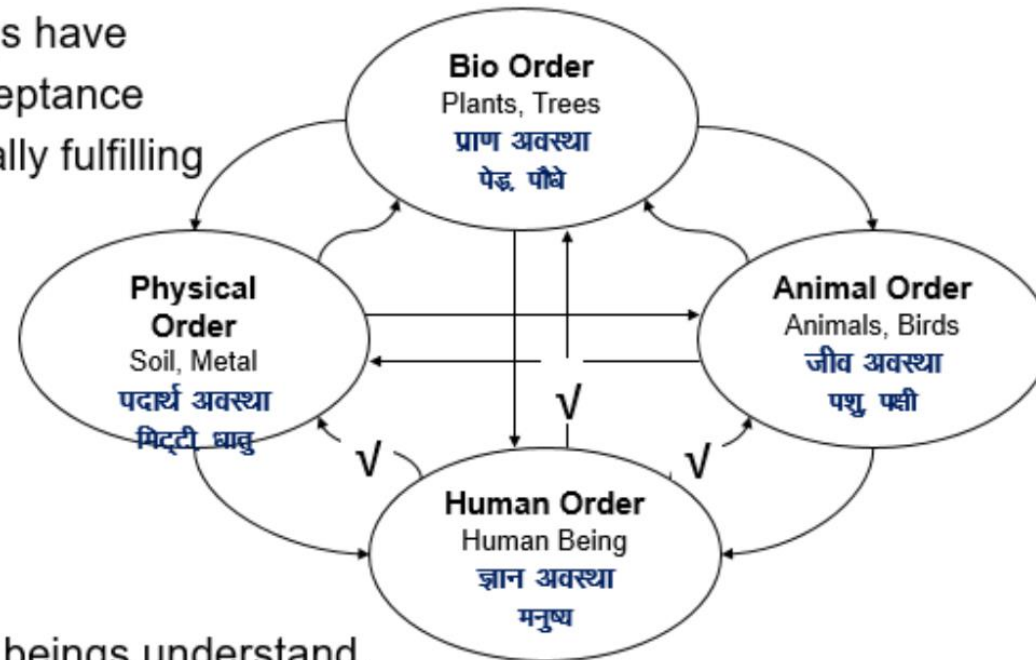 s have
eptance
ally fulfilling
Bio Order
Plants, Trees
प्राण अवस्था
पेड़, पौधे
Physical
Order
Soil, Metal
पदार्थ अवस्था
मिट्टी, धातु
Animal Order
Animals, Birds
जीव अवस्था
पशु, पक्षी
√
√
√
Human Order
Human Being
ज्ञान अवस्था
मनुष्य
beings understand